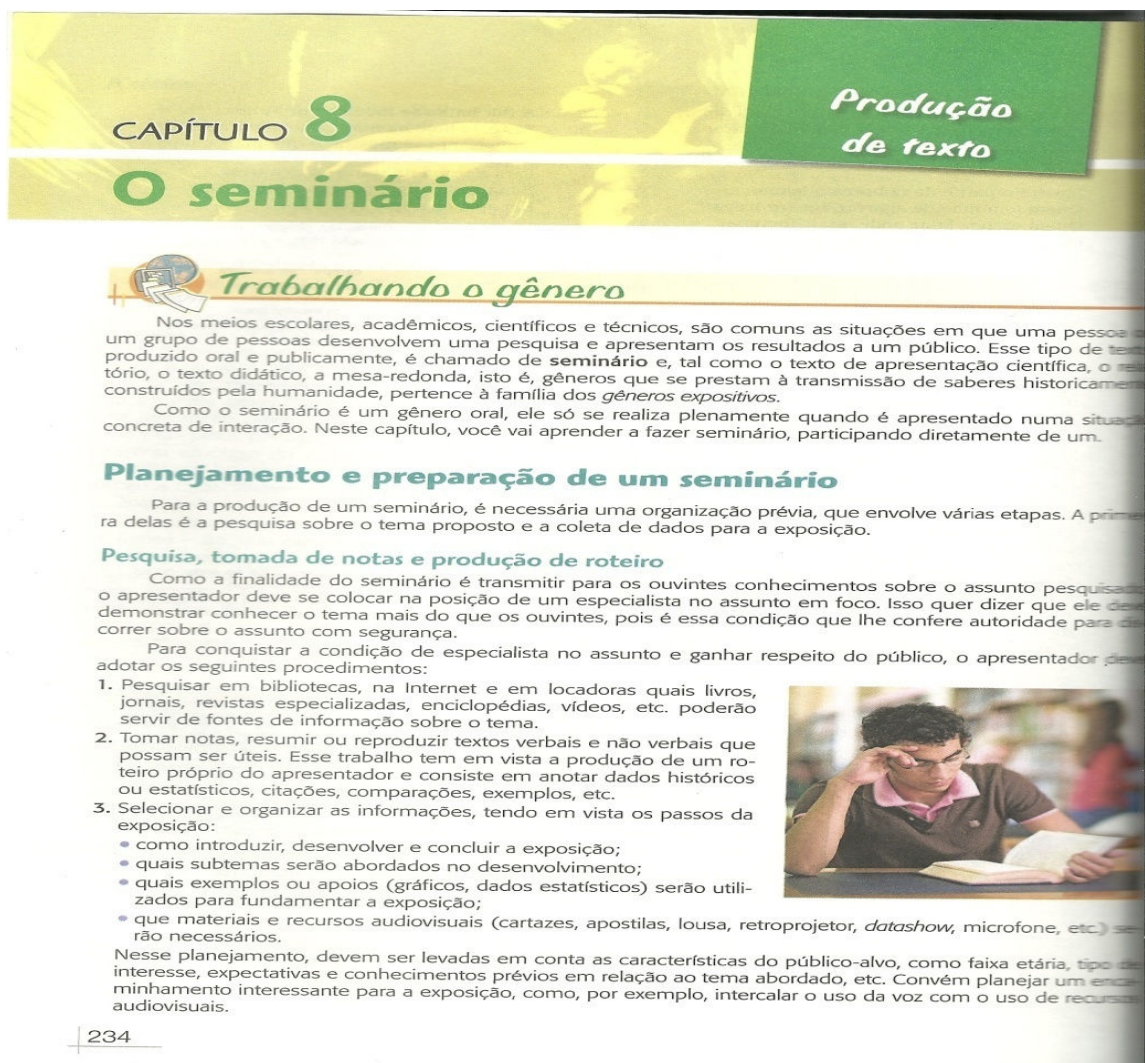 CAPÍTULO 8
Produção
de texto
O seminário
Trabalhando o gênero
Nos meios escolares, acadêmicos, científicos e técnicos, são comuns as situações em que uma pessoa
um grupo de pessoas desenvolvem uma pesquisa e apresentam os resultados a um público. Esse tipo de
produzido oral e publicamente, é chamado de seminário e, tal como o texto de apresentação científica, o
tório, o texto didático, a mesa-redonda, isto é, gêneros que se prestam à transmissão de saberes
construídos pela humanidade, pertence à família dos gêneros expositivos.
Como o seminário é um gênero oral, ele só se realiza plenamente quando é apresentado numa
concreta de interação. Neste capítulo, você vai aprender a fazer seminário, participando diretamente de um.
Planejamento e preparação de um seminário
Para a produção de um seminário, é necessária uma organização prévia, que envolve várias etapas. A
ra delas é a pesquisa sobre o tema proposto e a coleta de dados para a exposição.
Pesquisa, tomada de notas e produção de roteiro
Como a finalidade do seminário é transmitir para os ouvintes conhecimentos sobre o assunto
o apresentador deve se colocar na posição de um especialista no assunto em foco. Isso quer dizer que ele
demonstrar conhecer o tema mais do que os ouvintes, pois é essa condição que lhe confere autoridade para
correr sobre o assunto com segurança.
Para conquistar a condição de especialista no assunto e ganhar respeito do público, o apresentador
adotar os seguintes procedimentos:
1. Pesquisar em bibliotecas, na Internet e em locadoras quais livros,
jornais, revistas especializadas, enciclopédias, vídeos, etc. poderão
servir de fontes de informação sobre o tema.
2. Tomar notas, resumir ou reproduzir textos verbais e não verbais que
possam ser úteis. Esse trabalho tem em vista a produção de um ro-
teiro próprio do apresentador e consiste em anotar dados históricos
ou estatísticos, citações, comparações, exemplos, etc.
3. Selecionar e organizar as informações, tendo em vista os passos da
exposição:
• como introduzir, desenvolver e concluir a exposição;
• quais subtemas serão abordados no desenvolvimento;
• quais exemplos ou apoios (gráficos, dados estatísticos) serão utili-
zados para fundamentar a exposição;
• que materiais e recursos audiovisuais (cartazes, apostilas, lousa, retroprojetor, datashow, microfone, etc.)
rão necessários.
Nesse planejamento, devem ser levadas em conta as características do público-alvo, como faixa etária, tipo
interesse, expectativas e conhecimentos prévios em relação ao tema abordado, etc. Convém planejar um
minhamento interessante para a exposição, como, por exemplo, intercalar o uso da voz com o uso de recursos
audiovisuais.
234